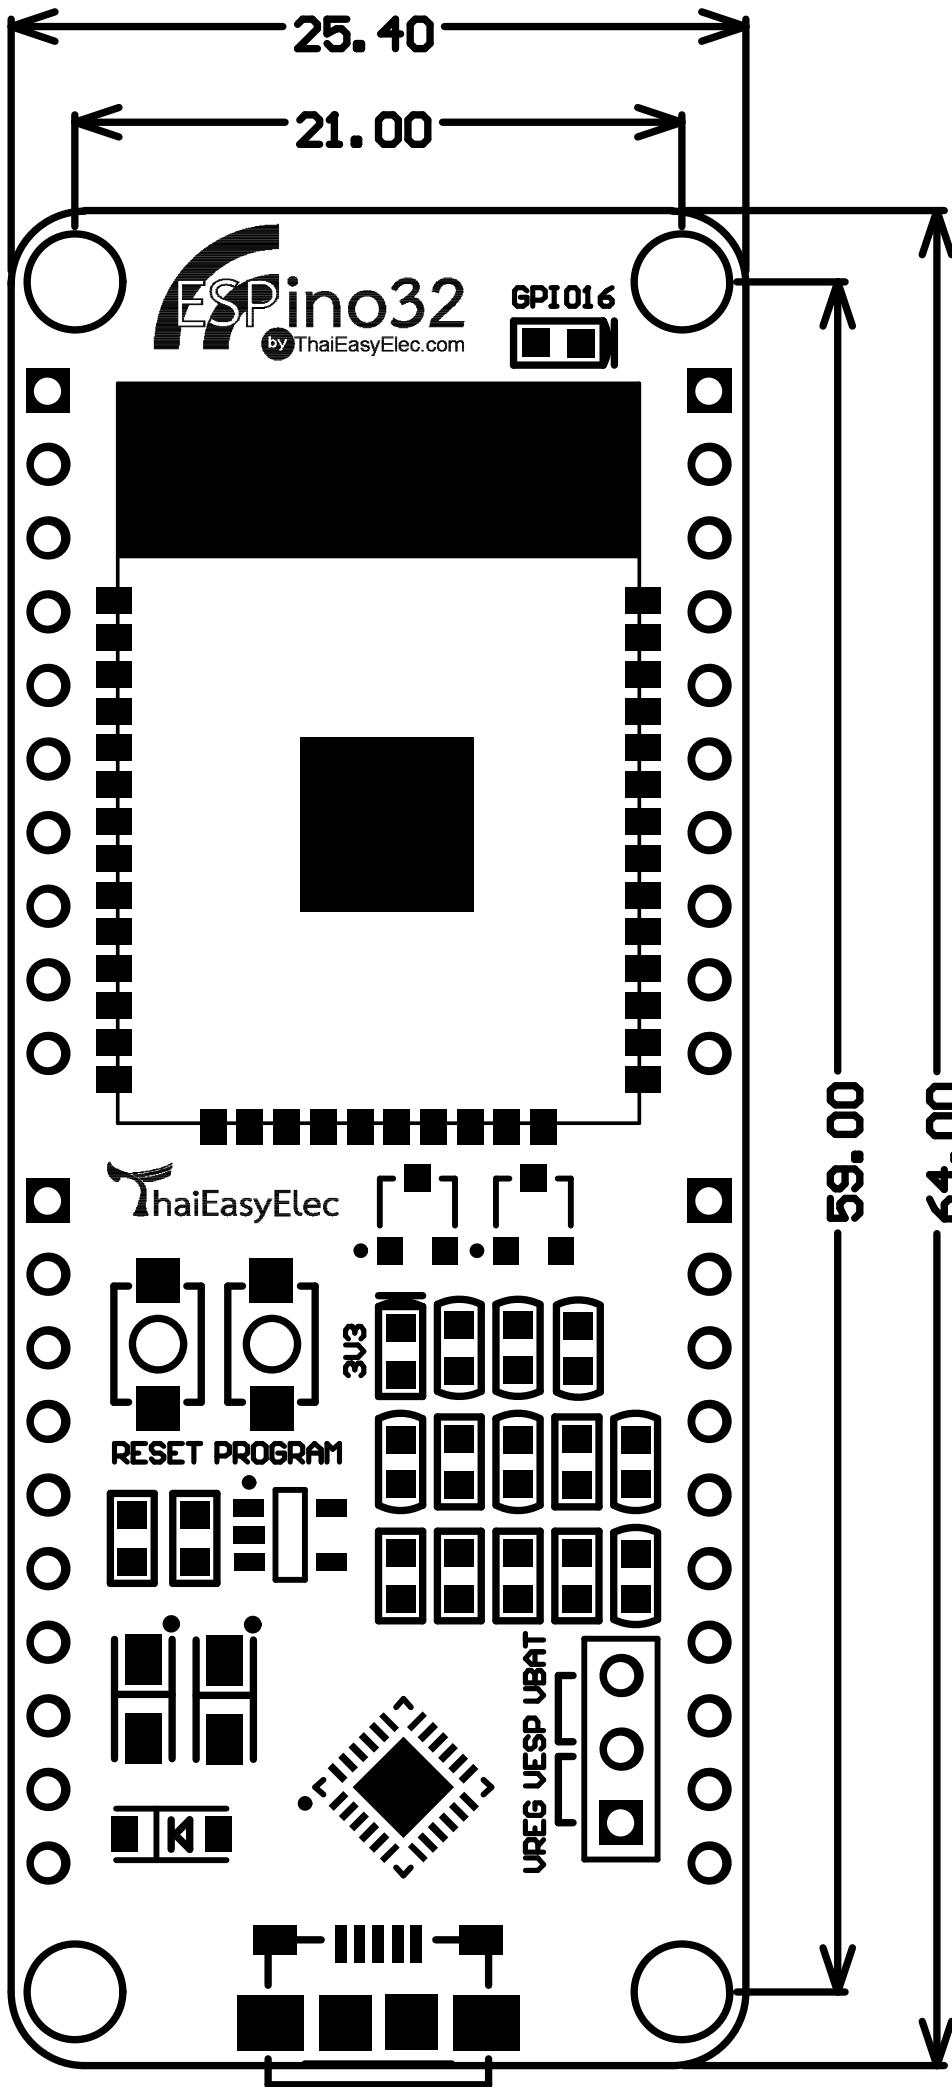 25.40
21.00
ESPino32
by ThaiEasyElec.com
GPIO16
59.00
64.00
ThaiEasyElec
3V3
RESET PROGRAM
VREG VESP VBAT